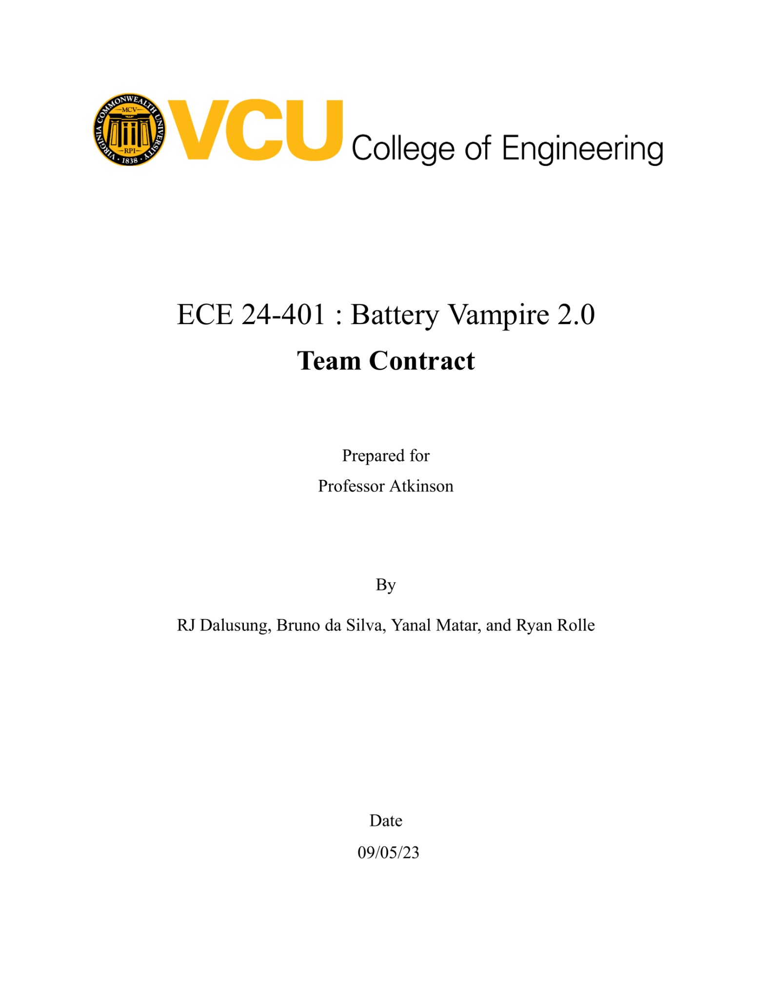 VIRGINIA COMMONWEALTH UNIVERSITY
MCV
RPI
· 1838 ·
VCU College of Engineering
ECE 24-401 : Battery Vampire 2.0
Team Contract
Prepared for
Professor Atkinson
By
RJ Dalusung, Bruno da Silva, Yanal Matar, and Ryan Rolle
Date
09/05/23